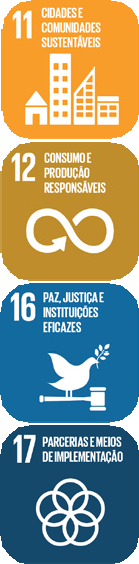 11 CIDADES E
COMUNIDADES
SUSTENTÁVEIS
12 CONSUMO E
PRODUÇÃO
RESPONSÁVEIS
16 PAZ, JUSTIÇA E
INSTITUIÇÕES
EFICAZES
17 PARCERIAS E MEIOS
DE IMPLEMENTAÇÃO